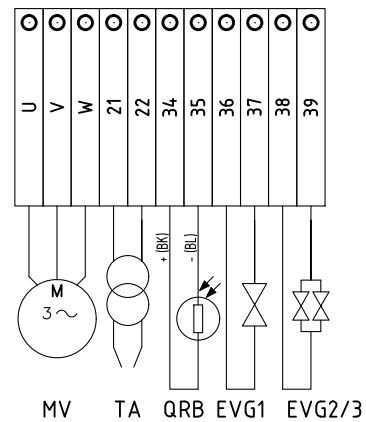 U V W 21 22 34 35 36 37 38 39
+ (BK) - (BL)
M
3~
MV TA QRB EVG1 EVG2/3